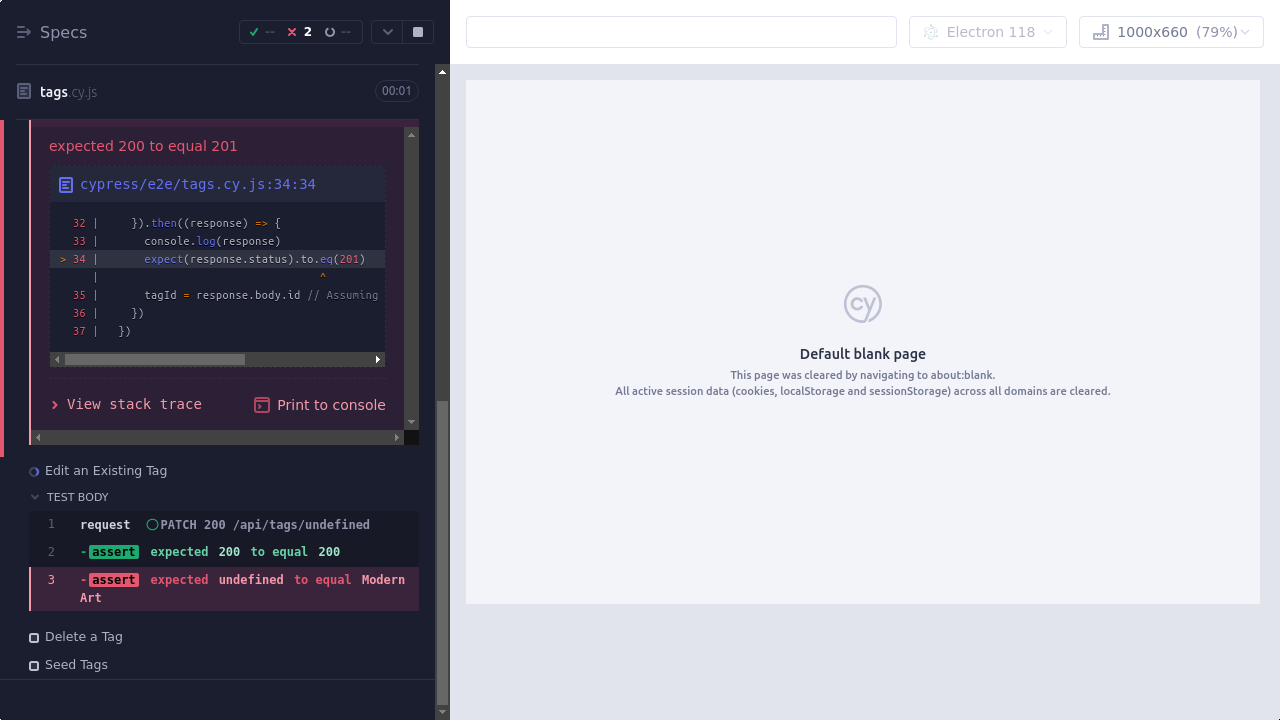 Specs
--
2
--
Electron 118
1000x660 (79%)
tags.cy.js
00:01
expected 200 to equal 201
cypress/e2e/tags.cy.js:34:34
32 | }).then((response) => {
33 | console.log(response)
> 34 | expect(response.status).to.eq(201)
| ^
35 | tagId = response.body.id // Assuming
36 | })
37 | })
View stack trace
Print to console
Edit an Existing Tag
TEST BODY
1 request PATCH 200 /api/tags/undefined
2 -assert expected 200 to equal 200
3 -assert expected undefined to equal Modern
Art
Delete a Tag
Seed Tags
cy
Default blank page
This page was cleared by navigating to about:blank.
All active session data (cookies, localStorage and sessionStorage) across all domains are cleared.